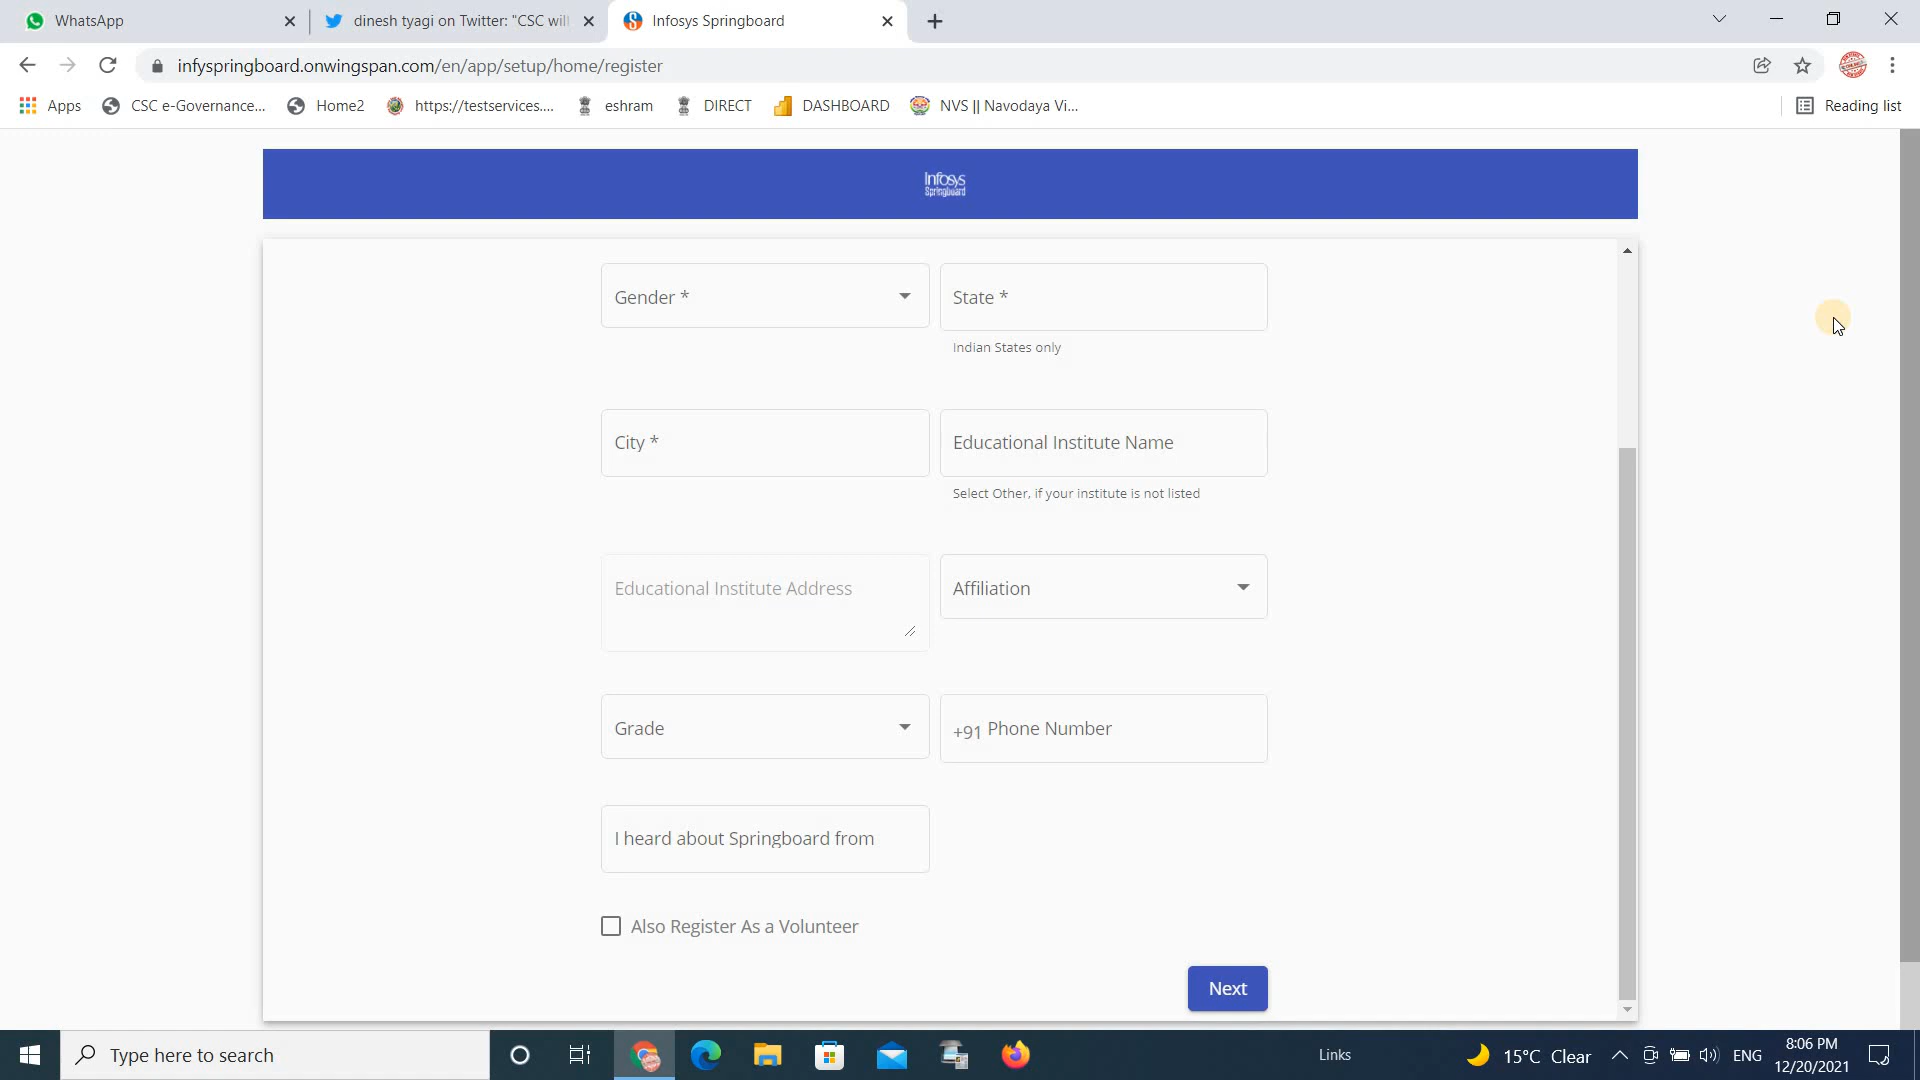 WhatsApp
dinesh tyagi on Twitter: "CSC will
Infosys Springboard
infyspringboard.onwingspan.com/en/app/setup/home/register
Apps
CSC e-Governance...
Home2
https://testservices....
eshram
DIRECT
DASHBOARD
NVS || Navodaya Vi...
Reading list
Infosys
Springboard
Gender *
State *
Indian States only
City *
Educational Institute Name
Select Other, if your institute is not listed
Educational Institute Address
Affiliation
Grade
+91 Phone Number
I heard about Springboard from
Also Register As a Volunteer
Next
Type here to search
Links
15°C Clear
ENG
8:06 PM
12/20/2021